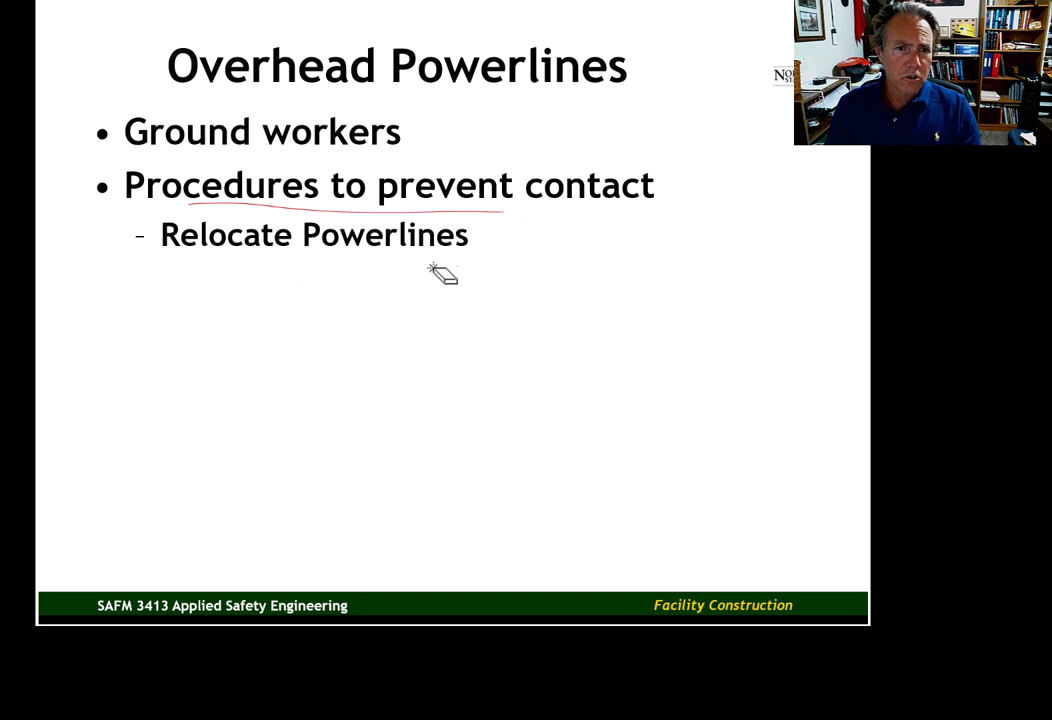 Overhead Powerlines
• Ground workers
• Procedures to prevent contact
– Relocate Powerlines
SAFM 3413 Applied Safety Engineering
Facility Construction